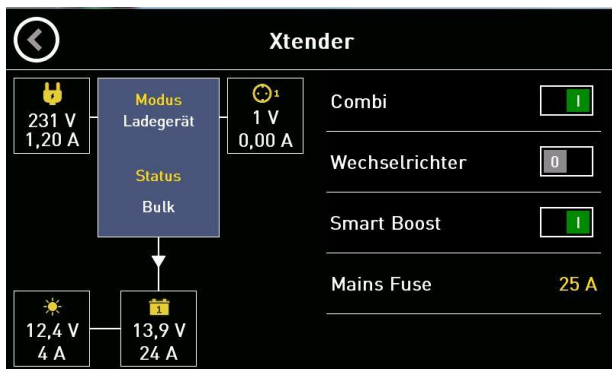 Xtender
231 V
1,20 A
Modus
Ladegerät
Status
Bulk
1
1 V
0,00 A
12,4 V
4 A
1
13,9 V
24 A
Combi
I
Wechselrichter
0
Smart Boost
I
Mains Fuse 25 A